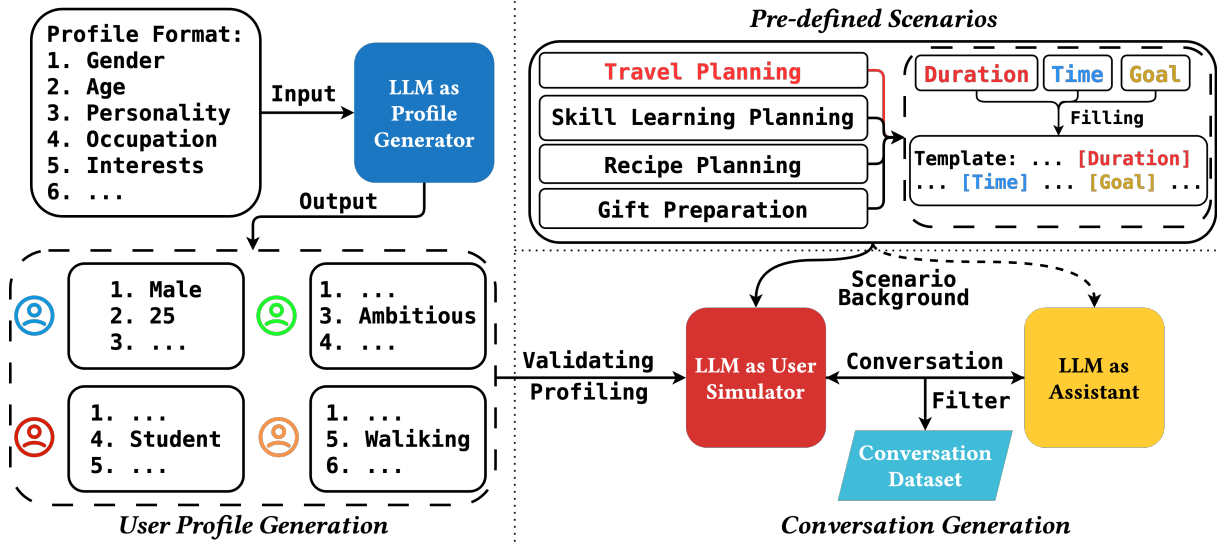 Profile Format:
1. Gender
2. Age
3. Personality
4. Occupation
5. Interests
6. ...
Input
LLM as
Profile
Generator
Output
1. Male
2. 25
3. ...
1. ...
3. Ambitious
4. ...
1. ...
4. Student
5. ...
1. ...
5. Waliking
6. ...
User Profile Generation
Pre-defined Scenarios
Travel Planning
Skill Learning Planning
Recipe Planning
Gift Preparation
Duration
Time
Goal
Filling
Template: ... [Duration]
... [Time] ... [Goal] ...
Scenario
Background
Validating
Profiling
LLM as User
Simulator
Conversation
Filter
LLM as
Assistant
Conversation
Dataset
Conversation Generation